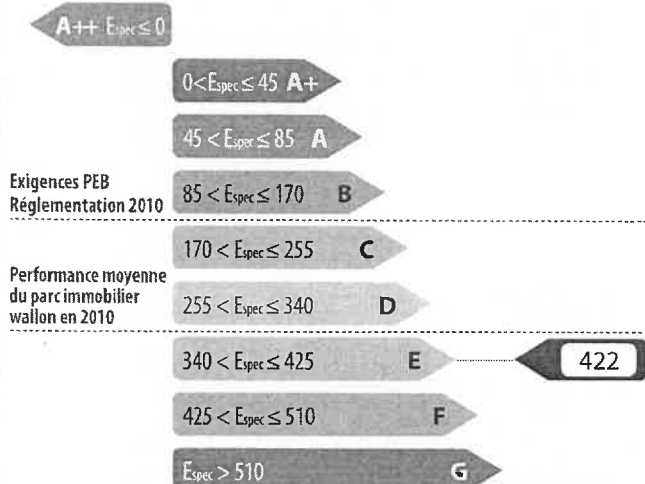 A++ Espec ≤ 0
0 < Espec ≤ 45 A+
45 < Espec ≤ 85 A
Exigences PEB
Réglementation 2010
85 < Espec ≤ 170 B
170 < Espec ≤ 255 C
Performance moyenne
du parc immobilier
wallon en 2010
255 < Espec ≤ 340 D
340 < Espec ≤ 425 E 422
425 < Espec ≤ 510 F
Espec > 510 G